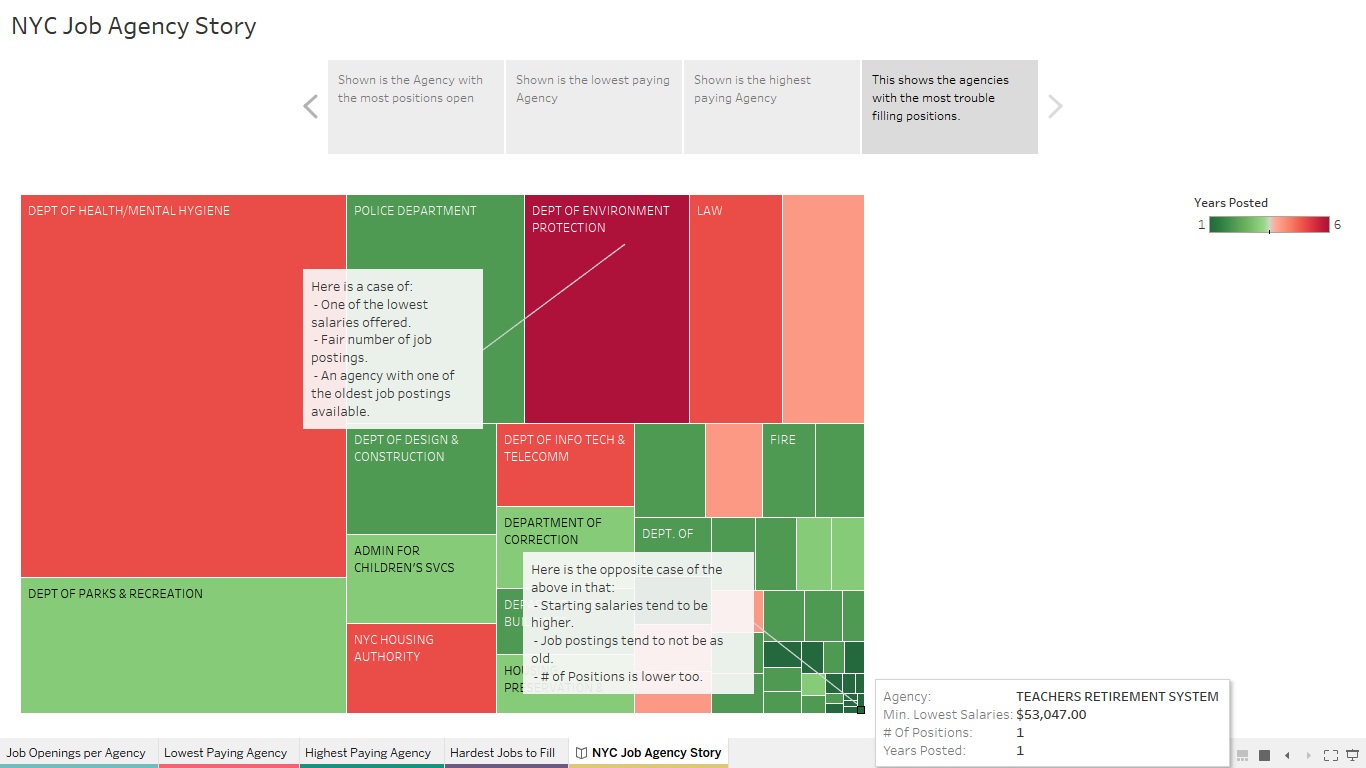 NYC Job Agency Story
Shown is the Agency with
the most positions open
Shown is the lowest paying
Agency
Shown is the highest
paying Agency
This shows the agencies
with the most trouble
filling positions.
DEPT OF HEALTH/MENTAL HYGIENE
POLICE DEPARTMENT
DEPT OF ENVIRONMENT
PROTECTION
LAW
Years Posted
1
6
Here is a case of:
- One of the lowest
salaries offered.
- Fair number of job
postings.
- An agency with one of
the oldest job postings
available.
DEPT OF DESIGN &
CONSTRUCTION
DEPT OF INFO TECH &
TELECOMM
FIRE
DEPARTMENT OF
CORRECTION
DEPT. OF
ADMIN FOR
CHILDREN'S SVCS
DEPT OF PARKS & RECREATION
Here is the opposite case of the
above in that:
- Starting salaries tend to be
higher.
- Job postings tend to not be as
old.
- # of Positions is lower too.
NYC HOUSING
AUTHORITY
PRESERVATION &
Agency: TEACHERS RETIREMENT SYSTEM
Min. Lowest Salaries: $53,047.00
# Of Positions: 1
Years Posted: 1
Job Openings per Agency
Lowest Paying Agency
Highest Paying Agency
Hardest Jobs to Fill
NYC Job Agency Story